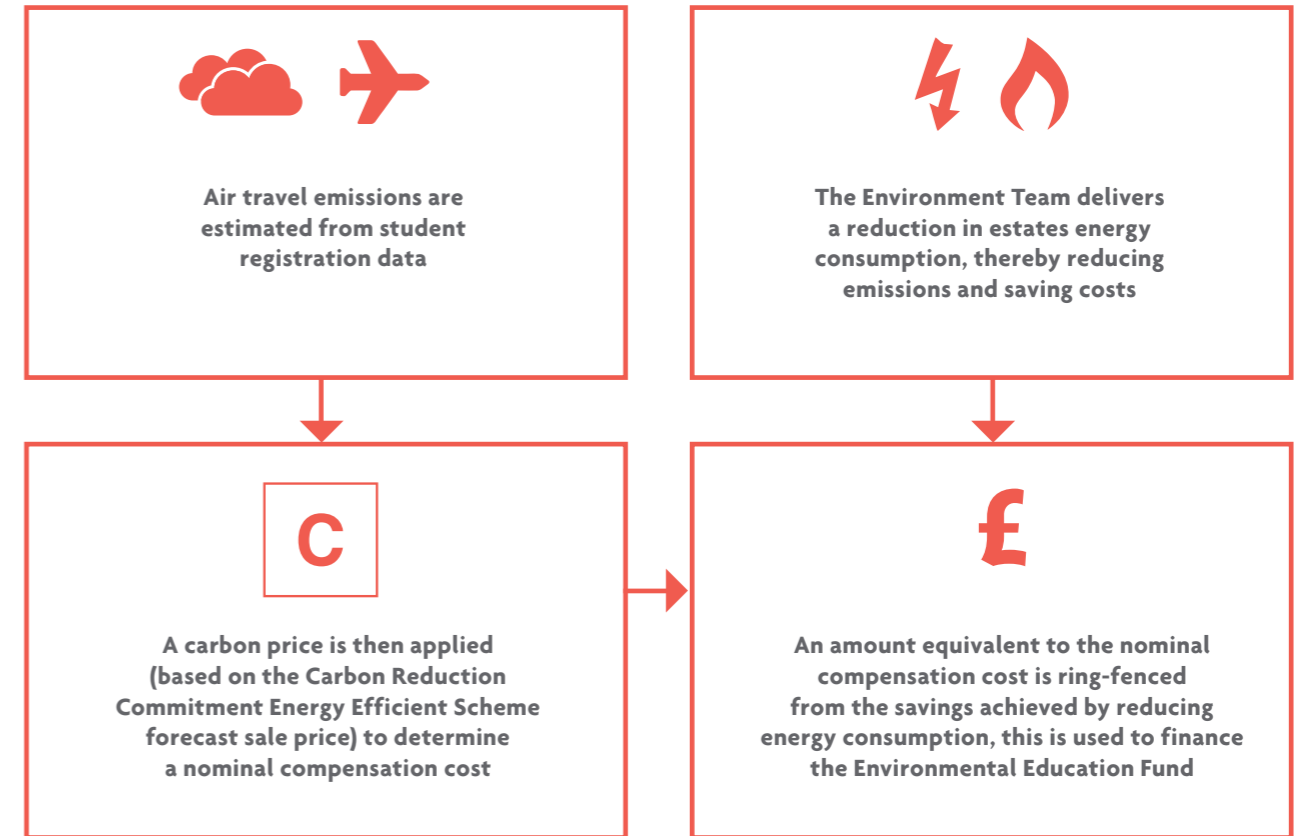 Air travel emissions are
estimated from student
registration data
The Environment Team delivers
a reduction in estates energy
consumption, thereby reducing
emissions and saving costs
C
A carbon price is then applied
(based on the Carbon Reduction
Commitment Energy Efficient Scheme
forecast sale price) to determine
a nominal compensation cost
£
An amount equivalent to the nominal
compensation cost is ring-fenced
from the savings achieved by reducing
energy consumption, this is used to finance
the Environmental Education Fund